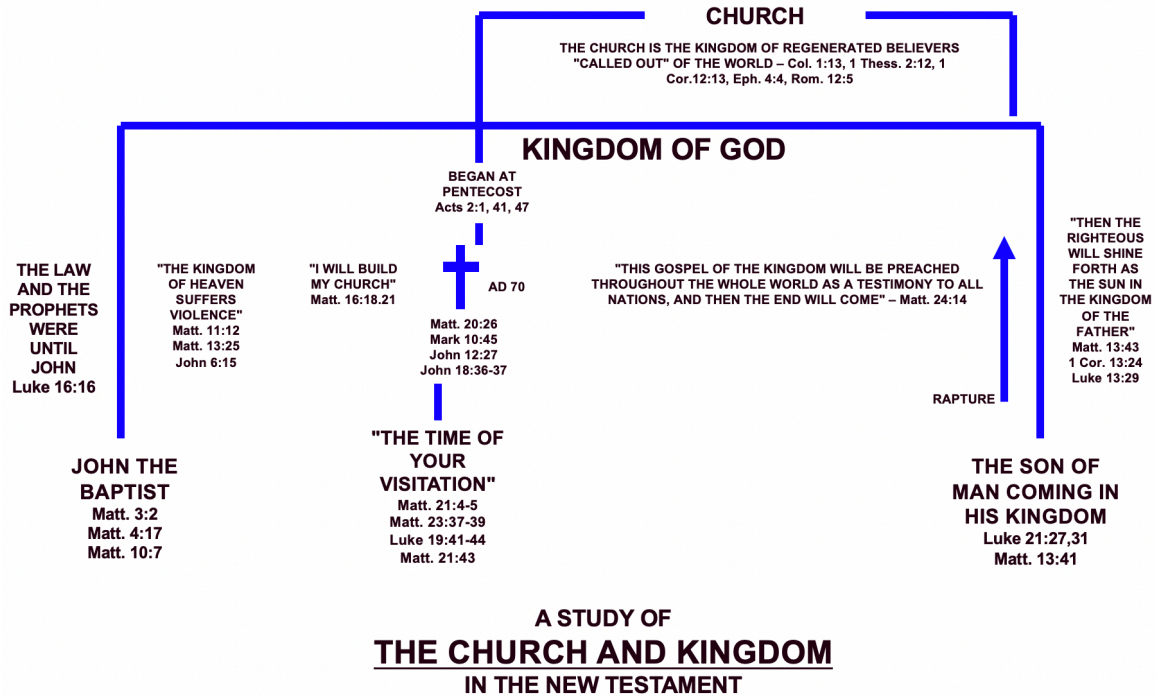 CHURCH
THE CHURCH IS THE KINGDOM OF REGENERATED BELIEVERS
"CALLED OUT" OF THE WORLD – Col. 1:13, 1 Thess. 2:12, 1
Cor.12:13, Eph. 4:4, Rom. 12:5
KINGDOM OF GOD
BEGAN AT
PENTECOST
Acts 2:1, 41, 47
THE LAW
AND THE
PROPHETS
WERE
UNTIL
JOHN
Luke 16:16
"THE KINGDOM
OF HEAVEN
SUFFERS
VIOLENCE"
Matt. 11:12
Matt. 13:25
John 6:15
"I WILL BUILD
MY CHURCH"
Matt. 16:18.21
AD 70
Matt. 20:26
Mark 10:45
John 12:27
John 18:36-37
"THIS GOSPEL OF THE KINGDOM WILL BE PREACHED
THROUGHOUT THE WHOLE WORLD AS A TESTIMONY TO ALL
NATIONS, AND THEN THE END WILL COME" – Matt. 24:14
RAPTURE
"THEN THE
RIGHTEOUS
WILL SHINE
FORTH AS
THE SUN IN
THE KINGDOM
OF THE
FATHER"
Matt. 13:43
1 Cor. 13:24
Luke 13:29
JOHN THE
BAPTIST
Matt. 3:2
Matt. 4:17
Matt. 10:7
"THE TIME OF
YOUR
VISITATION"
Matt. 21:4-5
Matt. 23:37-39
Luke 19:41-44
Matt. 21:43
THE SON OF
MAN COMING IN
HIS KINGDOM
Luke 21:27,31
Matt. 13:41
A STUDY OF
THE CHURCH AND KINGDOM
IN THE NEW TESTAMENT